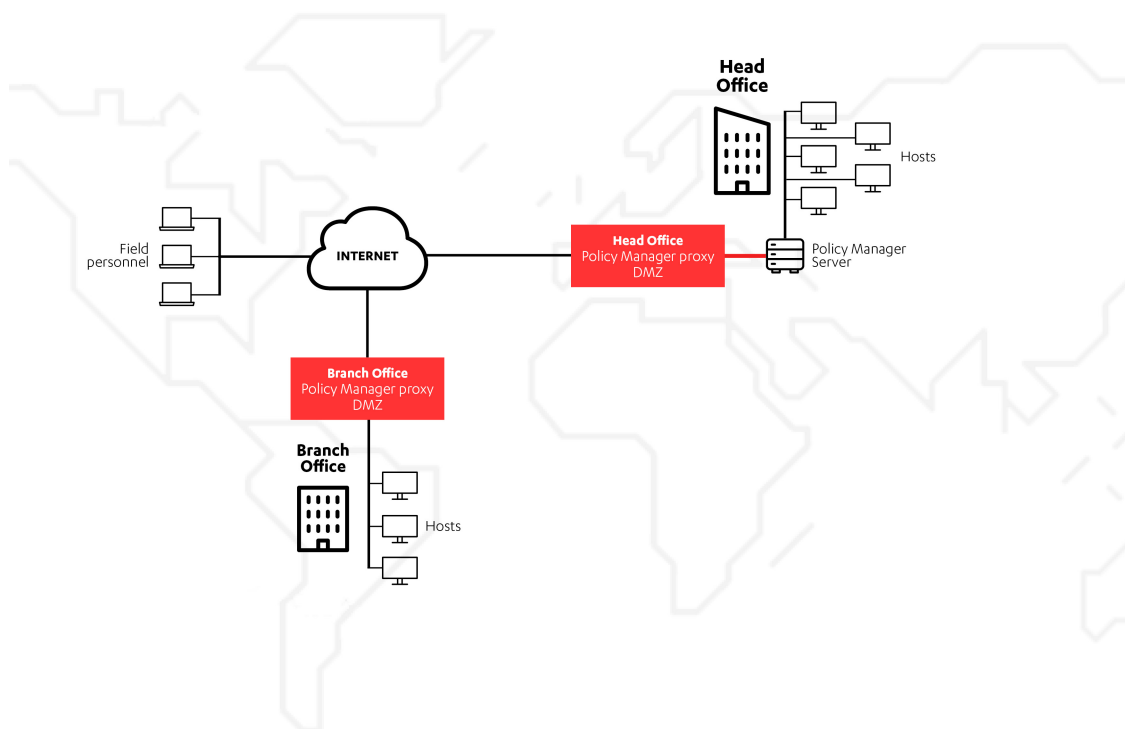 Head
Office
Hosts
Head Office
Policy Manager proxy
DMZ
Policy Manager
Server
Field
personnel
INTERNET
Branch Office
Policy Manager proxy
DMZ
Branch
Office
Hosts